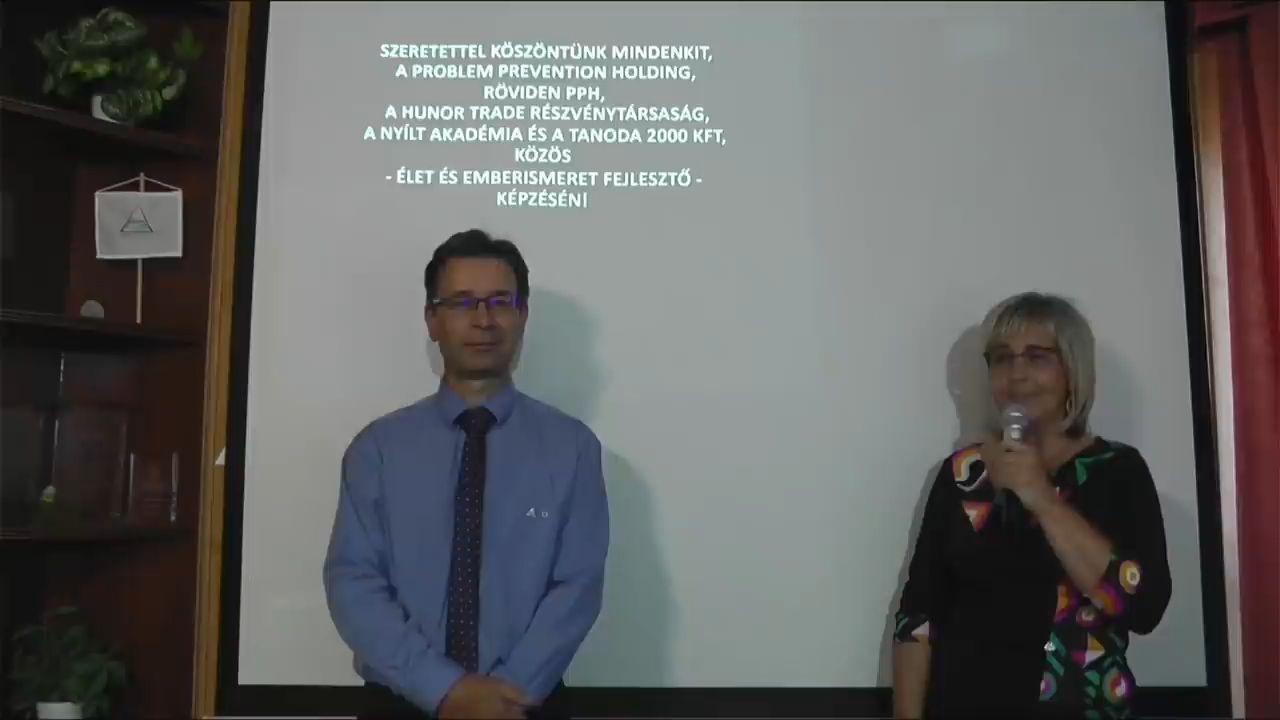 SZERETETTEL KÖSZÖNTÜNK MINDENKIT,
A PROBLEM PREVENTION HOLDING,
RÖVIDEN PPH,
A HUNOR TRADE RÉSZVÉNYTÁRSASÁG,
A NYÍLT AKADÉMIA ÉS A TANODA 2000 KFT,
KÖZÖS
- ÉLET ÉS EMBERISMERET FEJLESZTŐ -
KÉPZÉSÉN!